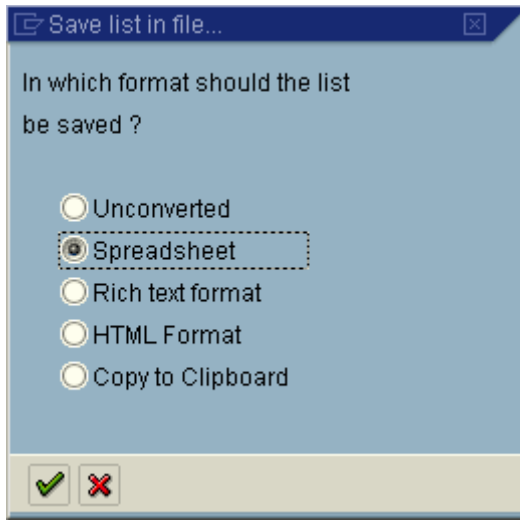 Save list in file...
In which format should the list
be saved ?
Unconverted
Spreadsheet
Rich text format
HTML Format
Copy to Clipboard